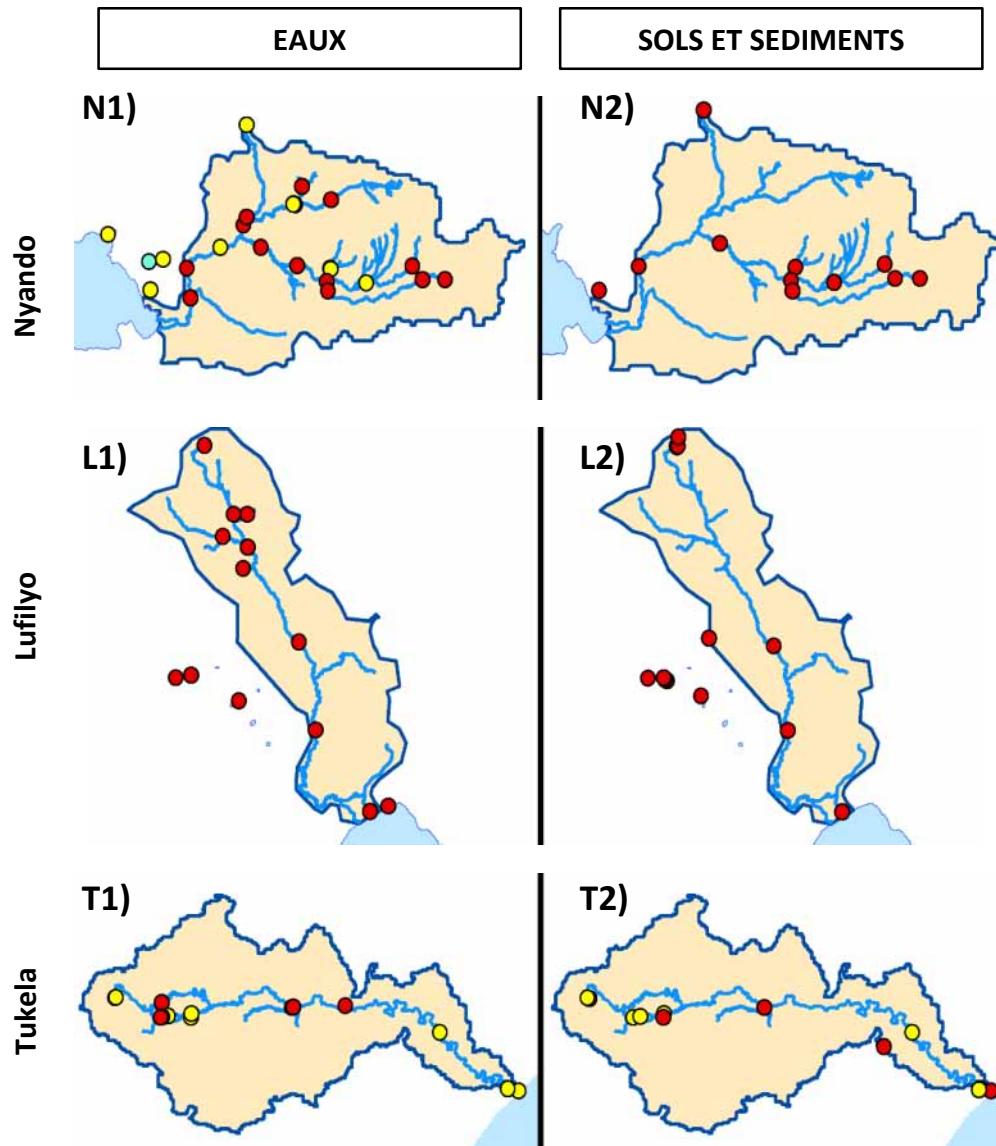 EAUX
SOLS ET SEDIMENTS
Nyando
N1)
N2)
Lufilyo
L1)
L2)
Tukela
T1)
T2)